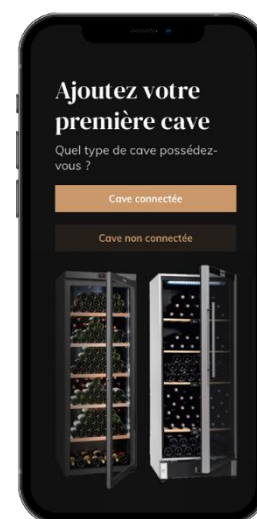 Ajoutez votre
première cave
Quel type de cave possédez-
vous ?
Cave connectée
Cave non connectée